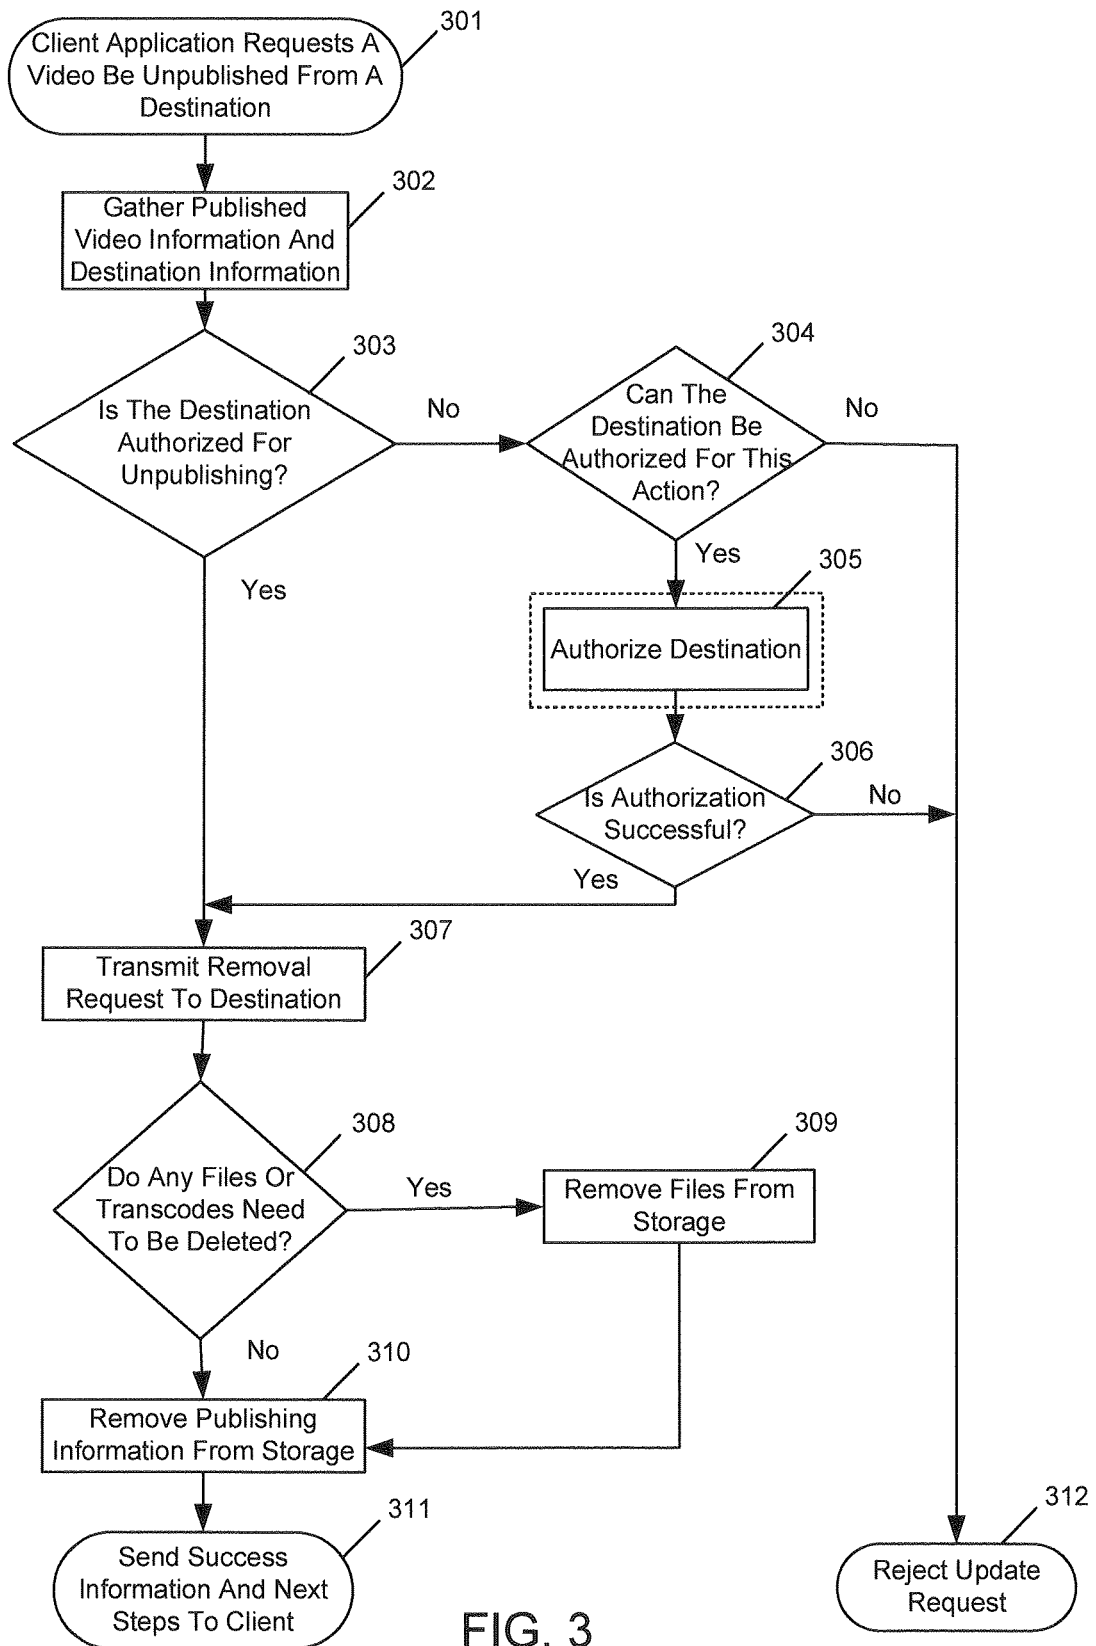 301
Client Application Requests A
Video Be Unpublished From A
Destination
302
Gather Published
Video Information And
Destination Information
303
Is The Destination
Authorized For
Unpublishing?
No
304
Can The
Destination Be
Authorized For This
Action?
No
Yes
Yes
305
Authorize Destination
306
Is Authorization
Successful?
No
Yes
307
Transmit Removal
Request To Destination
308
Do Any Files Or
Transcodes Need
To Be Deleted?
Yes
309
Remove Files From
Storage
No
310
Remove Publishing
Information From Storage
311
Send Success
Information And Next
Steps To Client
312
Reject Update
Request
FIG. 3